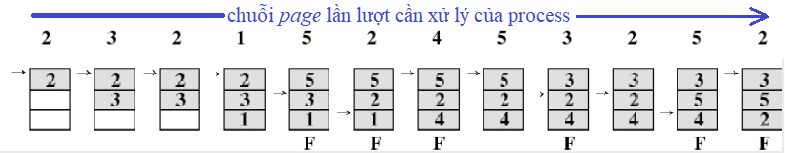 chuỗi page lần lượt cần xử lý của process
2 3 2 1 5 2 4 5 3 2 5 2
2 2 2 2 5 5 5 5 3 3 3 3
3 3 3 3 2 2 2 2 2 5 5
1 1 1 4 4 4 4 4 2
F F F F F F